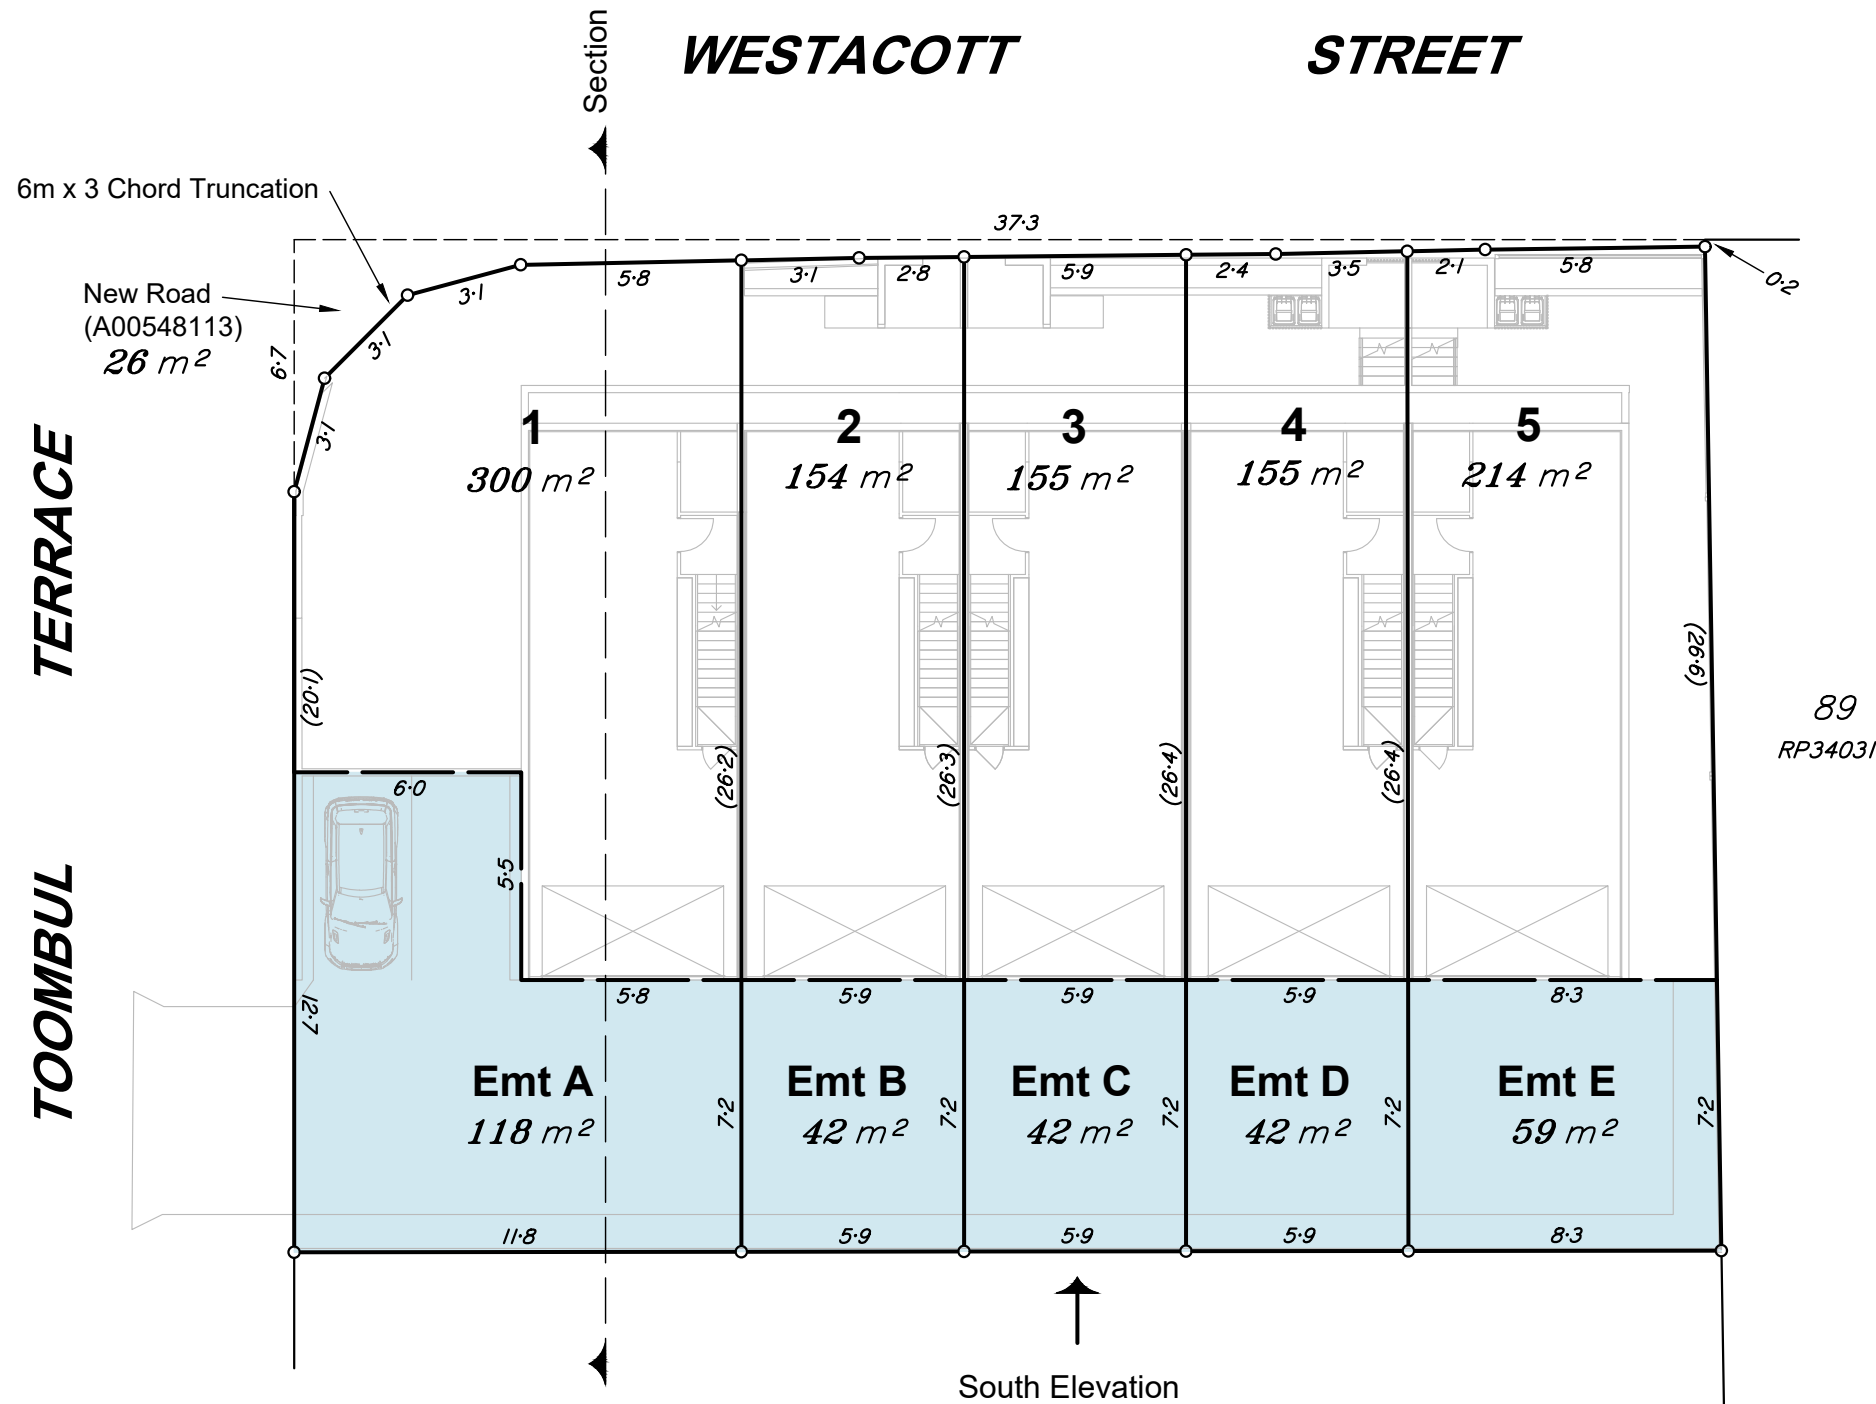 WESTACOTT STREET
Section
6m x 3 Chord Truncation
New Road
(A00548113)
26 m²
37·3
0·2
6·7
3·1
3·1
3·1
5·8
3·1
2·8
5·9
2·4
3·5
2·1
5·8
TOOMBUL TERRACE
1
300 m²
2
154 m²
3
155 m²
4
155 m²
5
214 m²
(20·1)
(26·2)
(26·3)
(26·4)
(26·4)
(26·9)
89
RP34031
6·0
5·5
12·7
5·8
5·9
5·9
5·9
8·3
Emt A
118 m²
Emt B
42 m²
Emt C
42 m²
Emt D
42 m²
Emt E
59 m²
7·2
7·2
7·2
7·2
7·2
11·8
5·9
5·9
5·9
8·3
South Elevation